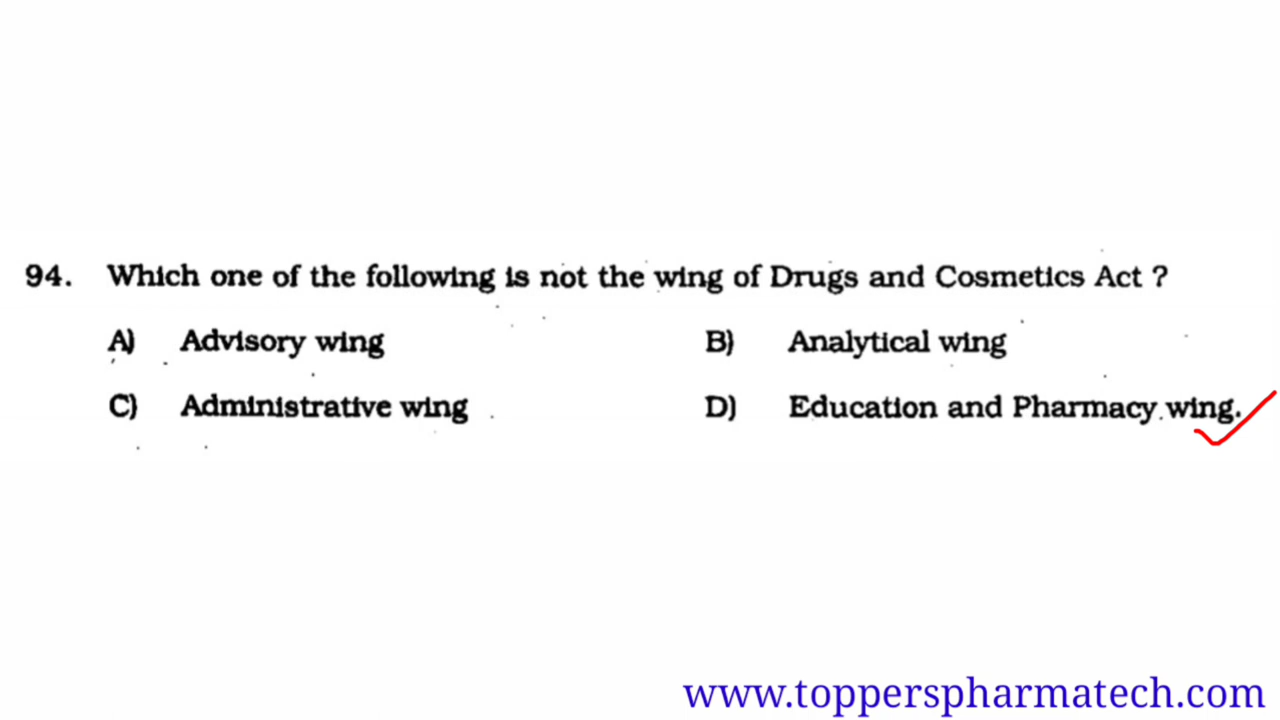 94. Which one of the following is not the wing of Drugs and Cosmetics Act ?
A) Advisory wing B) Analytical wing
C) Administrative wing D) Education and Pharmacy wing.
www.topperspharmatech.com